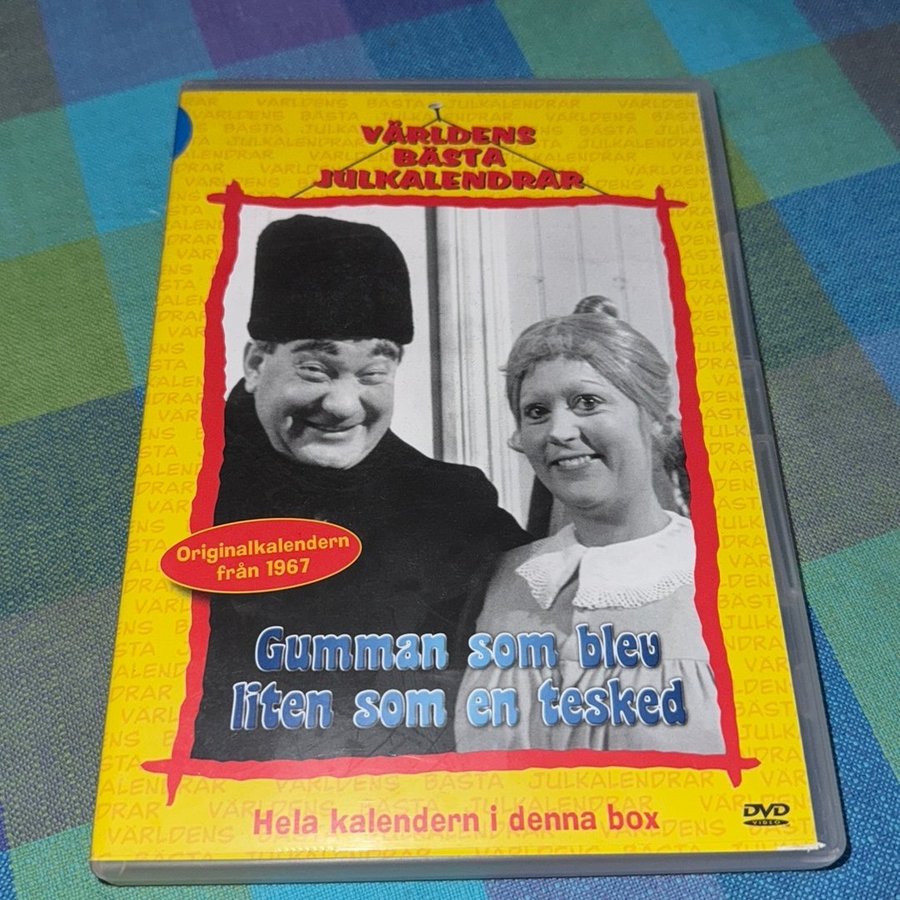 VÄRLDENS
BÄSTA
JULKALENDRAR
Originalkalendern
från 1967
Gumman som blev
liten som en tesked
Hela kalendern i denna box
DVD
VIDEO